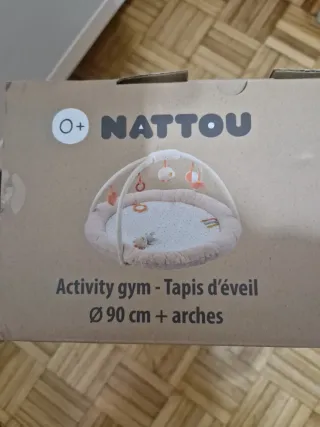 0+ NATTOU
Activity gym - Tapis d'éveil
Ø 90 cm + arches